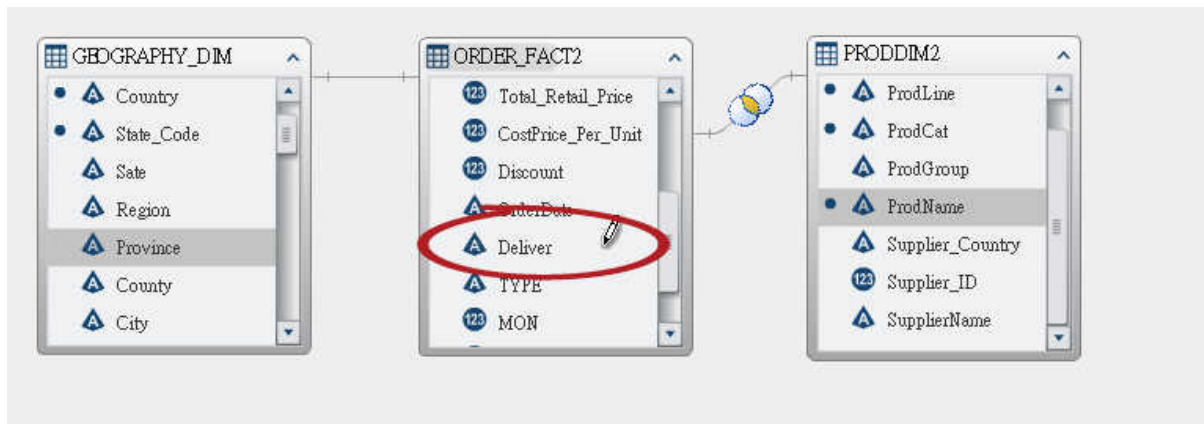 GEOGRAPHY_DIM
Country
State_Code
Sate
Region
Province
County
City
ORDER_FACT2
Total_Retail_Price
CostPrice_Per_Unit
Discount
OrderDate
Deliver
TYPE
MON
PRODDIM2
ProdLine
ProdCat
ProdGroup
ProdName
Supplier_Country
Supplier_ID
SupplierName